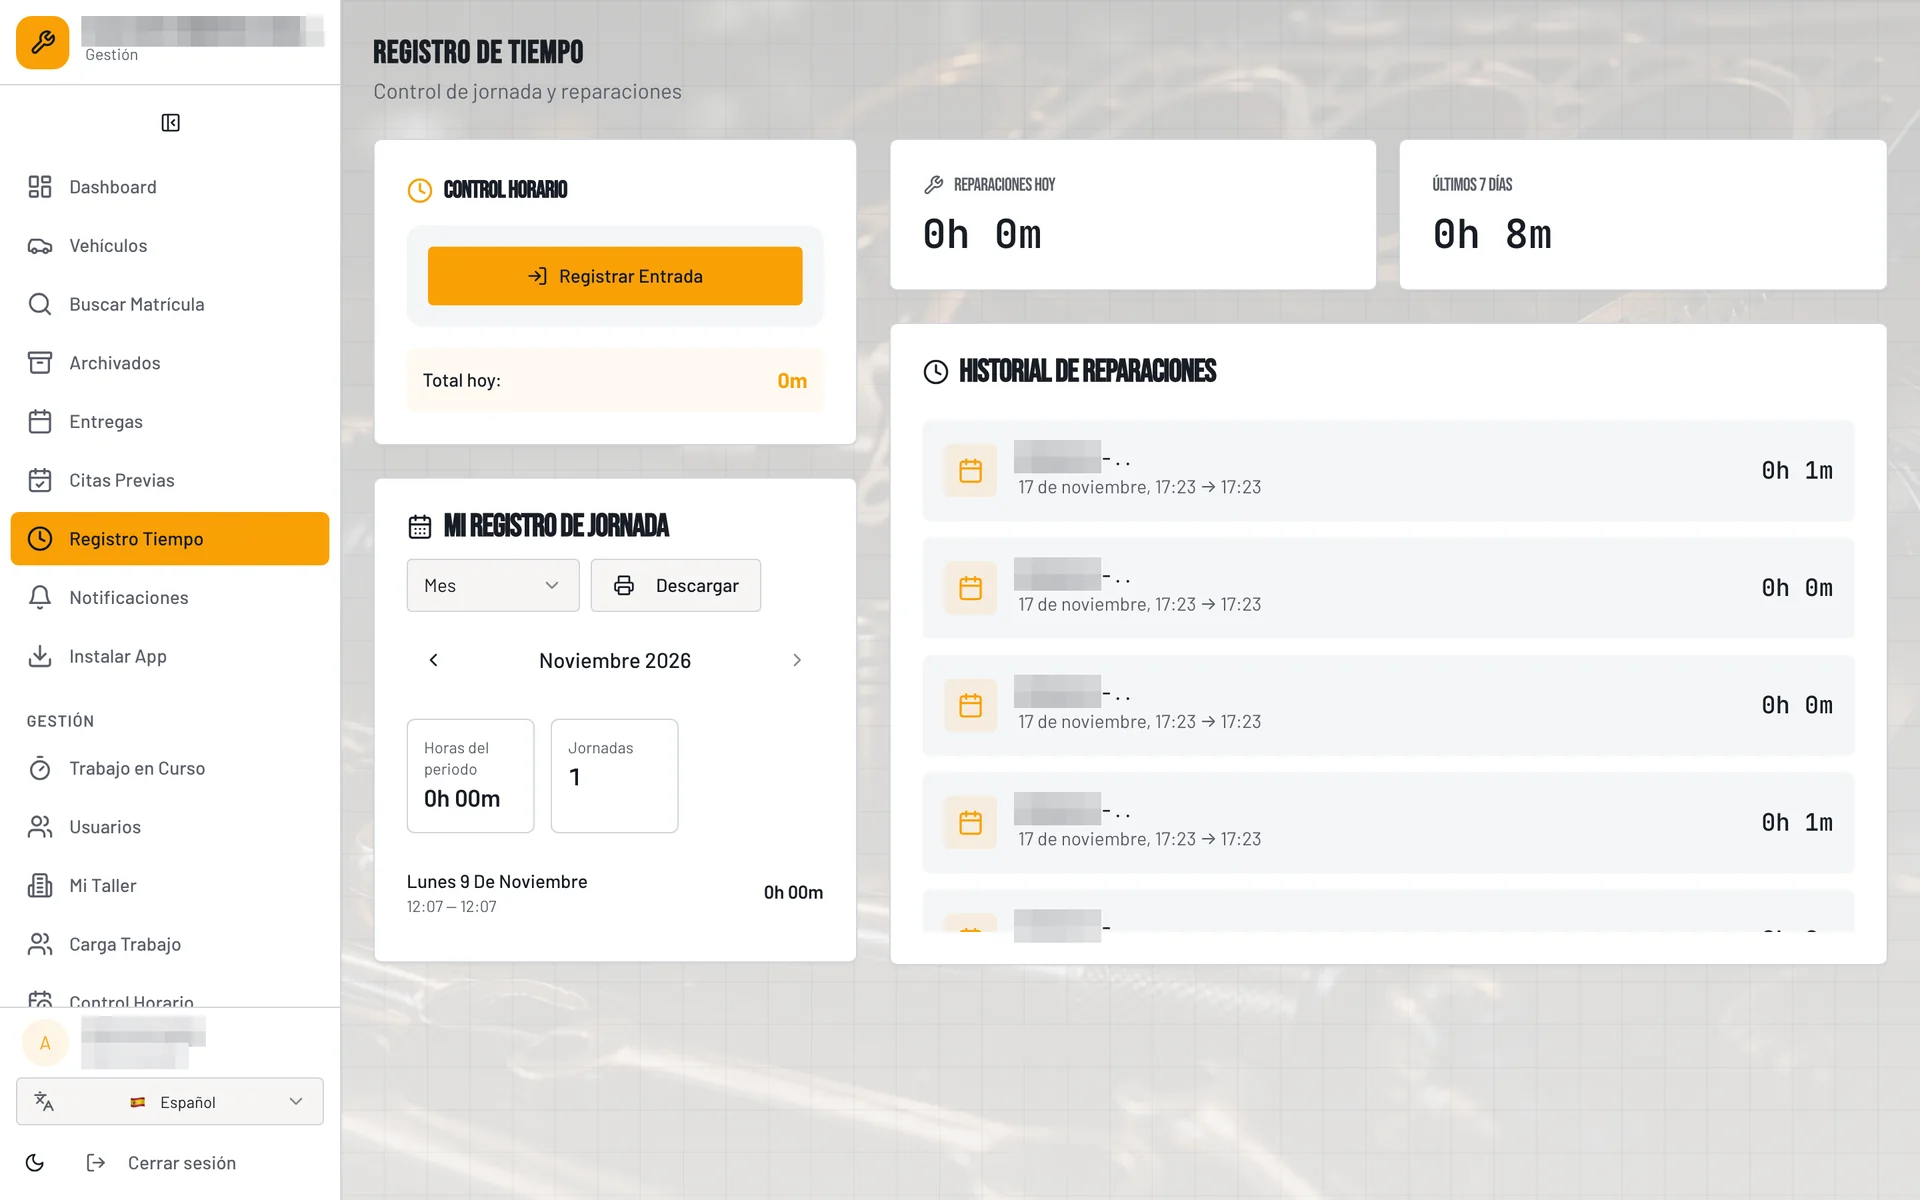 Gestión
Dashboard
Vehículos
Buscar Matrícula
Archivados
Entregas
Citas Previas
Registro Tiempo
Notificaciones
Instalar App
GESTIÓN
Trabajo en Curso
Usuarios
Mi Taller
Carga Trabajo
Control Horario
A
Español
Cerrar sesión
REGISTRO DE TIEMPO
Control de jornada y reparaciones
CONTROL HORARIO
Registrar Entrada
Total hoy: 0m
MI REGISTRO DE JORNADA
Mes Descargar
Noviembre 2026
Horas del periodo
0h 00m
Jornadas
1
Lunes 9 De Noviembre
12:07 – 12:07
0h 00m
REPARACIONES HOY
0h 0m
ÚLTIMOS 7 DÍAS
0h 8m
HISTORIAL DE REPARACIONES
- . .
17 de noviembre, 17:23 → 17:23
0h 1m
- . .
17 de noviembre, 17:23 → 17:23
0h 0m
- . .
17 de noviembre, 17:23 → 17:23
0h 0m
- . .
17 de noviembre, 17:23 → 17:23
0h 1m
-